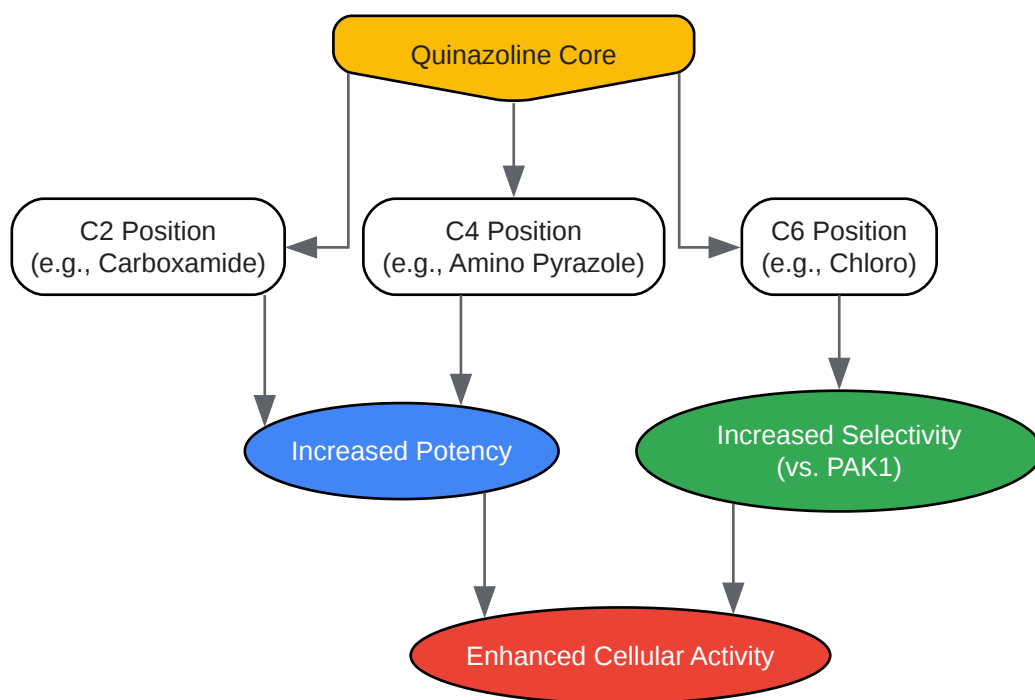 Quinazoline Core
C2 Position
(e.g., Carboxamide)
C4 Position
(e.g., Amino Pyrazole)
C6 Position
(e.g., Chloro)
Increased Potency
Increased Selectivity
(vs. PAK1)
Enhanced Cellular Activity